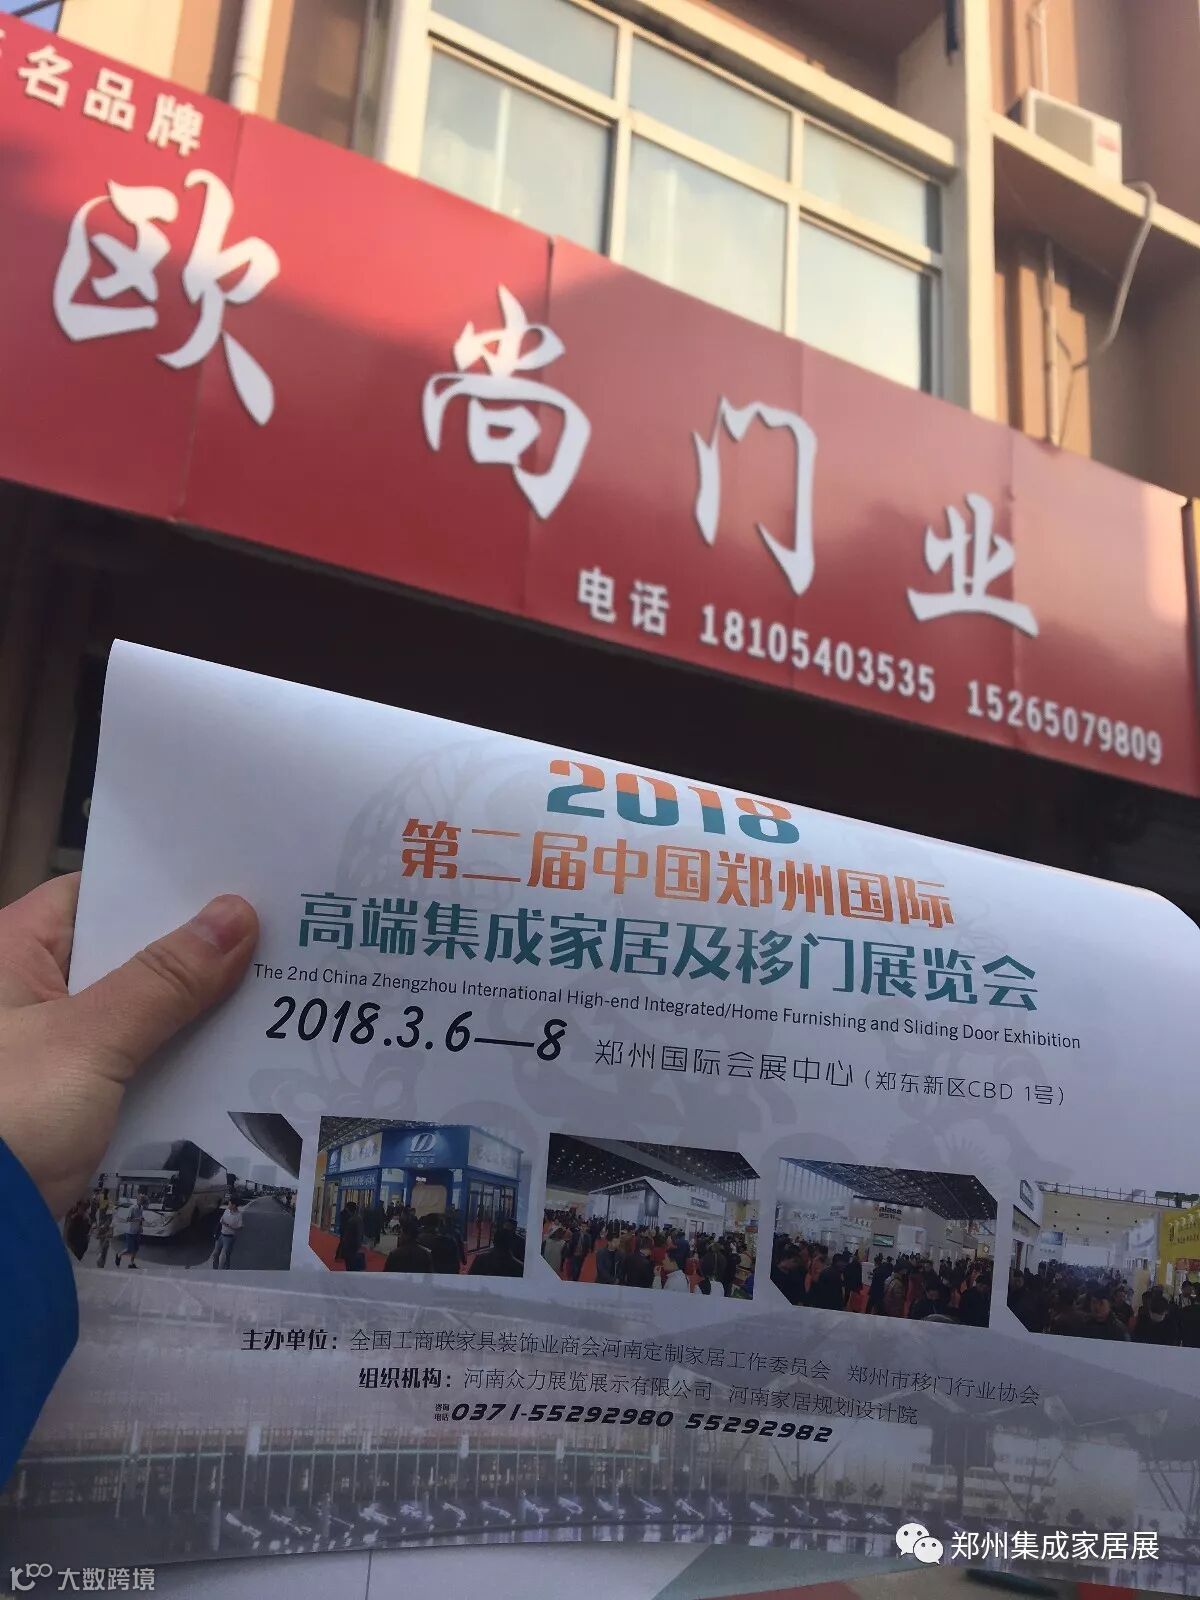 名品牌
欧尚门业
电话 18105403535 15265079809
2018
第二届中国郑州国际
高端集成家居及移门展览会
The 2nd China Zhengzhou International High-end Integrated/Home Furnishing and Sliding Door Exhibition
2018.3.6—8 郑州国际会展中心(郑东新区CBD 1号)
主办单位：全国工商联家具装饰业商会河南定制家居工作委员会 郑州市移门行业协会
组织机构：河南众力展览展示有限公司 河南家居规划设计院
咨询电话 0371-55292980 55292982
郑州集成家居展
大数跨境